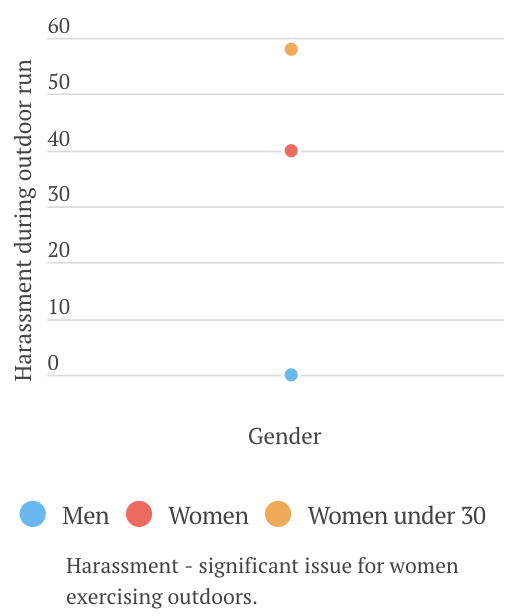 60
50
40
30
20
10
0
Harassment during outdoor run
Gender
Men Women Women under 30
Harassment - significant issue for women
exercising outdoors.